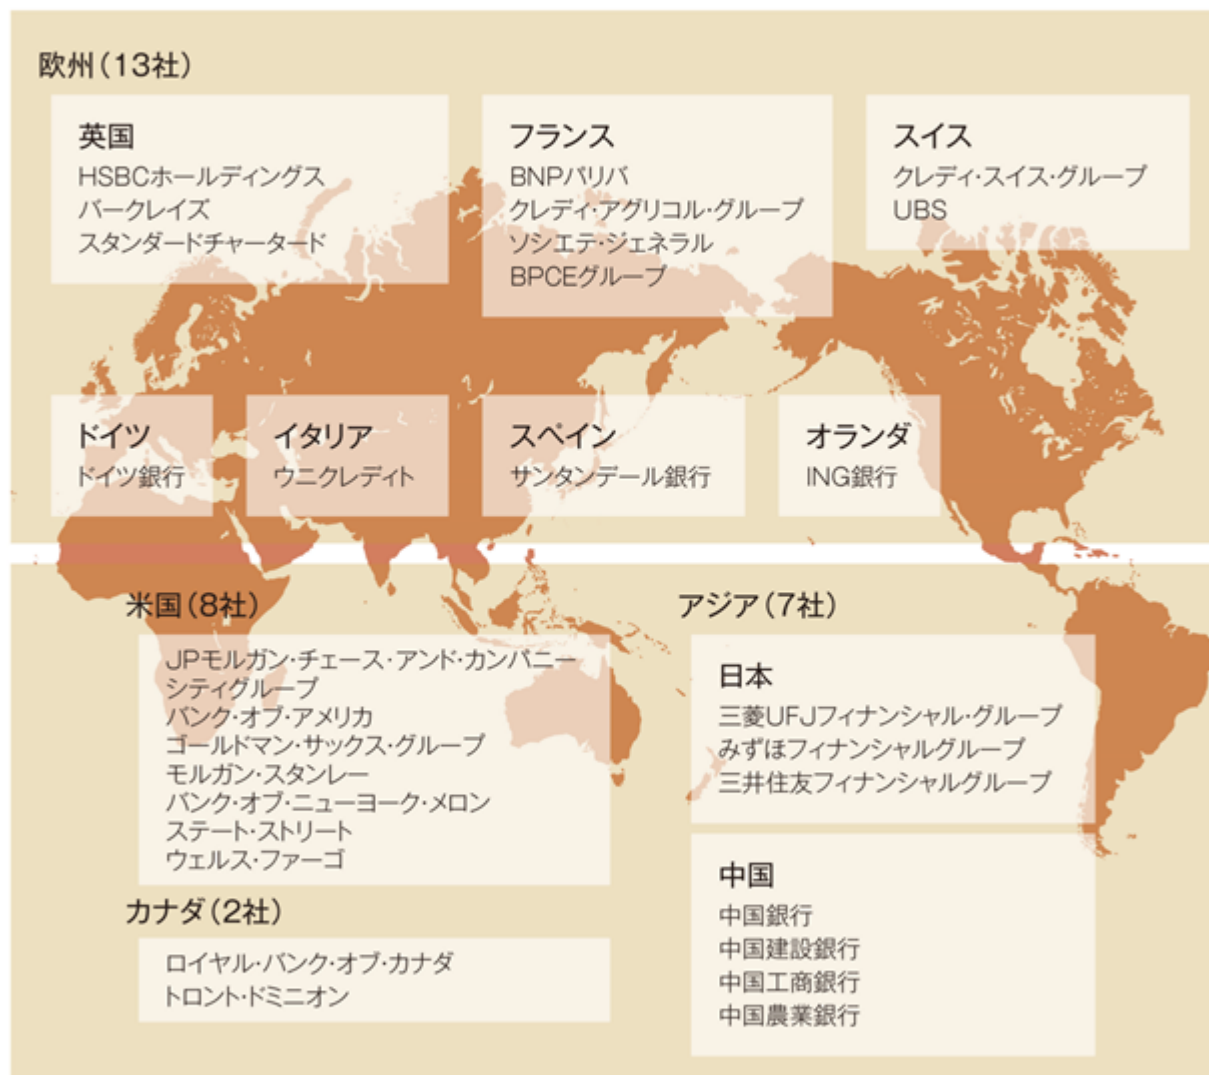 欧州（13社）
英国
HSBCホールディングス
バークレイズ
スタンダードチャータード
フランス
BNPパリバ
クレディ・アグリコル・グループ
ソシエテ・ジェネラル
BPCEグループ
スイス
クレディ・スイス・グループ
UBS
ドイツ
ドイツ銀行
イタリア
ウニクレディト
スペイン
サンタンデール銀行
オランダ
ING銀行
米国（8社）
JPモルガン・チェース・アンド・カンパニー
シティグループ
バンク・オブ・アメリカ
ゴールドマン・サックス・グループ
モルガン・スタンレー
バンク・オブ・ニューヨーク・メロン
ステート・ストリート
ウェルス・ファーゴ
カナダ（2社）
ロイヤル・バンク・オブ・カナダ
トロント・ドミニオン
アジア（7社）
日本
三菱UFJフィナンシャル・グループ
みずほフィナンシャルグループ
三井住友フィナンシャルグループ
中国
中国銀行
中国建設銀行
中国工商銀行
中国農業銀行